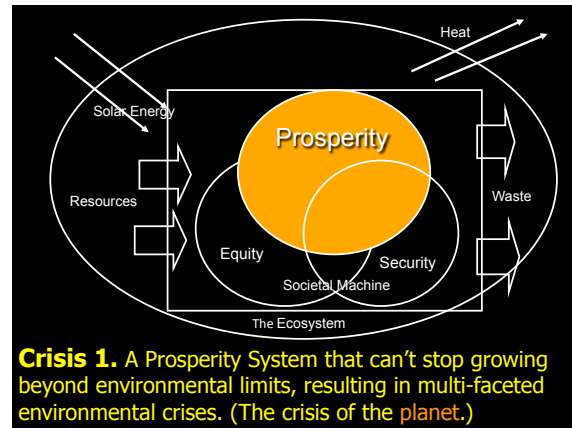 Heat
Solar Energy
Prosperity
Resources
Waste
Equity
Security
Societal Machine
The Ecosystem
Crisis 1. A Prosperity System that can't stop growing
beyond environmental limits, resulting in multi-faceted
environmental crises. (The crisis of the planet.)